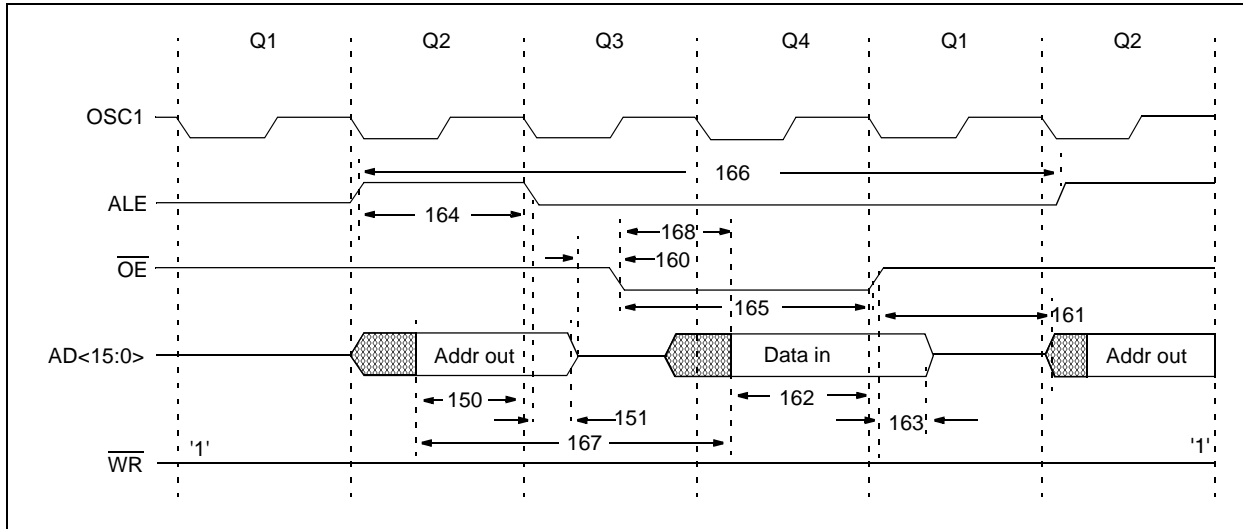 Q1 Q2 Q3 Q4 Q1 Q2
OSC1
166
ALE
164
168
160
OE
165
161
AD<15:0> Addr out Data in Addr out
150 162
151 163
167
'1' '1'
WR